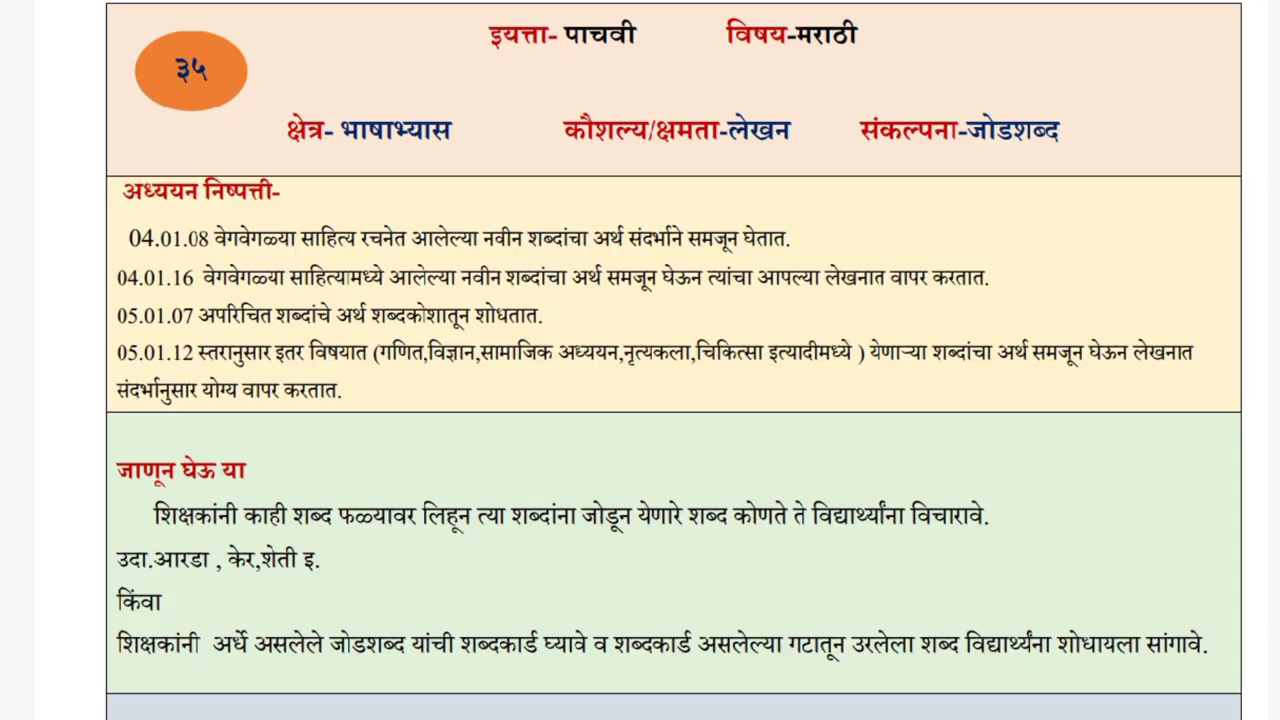 इयत्ता- पाचवी विषय-मराठी
३५
क्षेत्र- भाषाभ्यास कौशल्य/क्षमता-लेखन संकल्पना-जोडशब्द
अध्ययन निष्पत्ती-
04.01.08 वेगवेगळ्या साहित्य रचनेत आलेल्या नवीन शब्दांचा अर्थ संदर्भाने समजून घेतात.
04.01.16 वेगवेगळ्या साहित्यामध्ये आलेल्या नवीन शब्दांचा अर्थ समजून घेऊन त्यांचा आपल्या लेखनात वापर करतात.
05.01.07 अपरिचित शब्दांचे अर्थ शब्दकोशातून शोधतात.
05.01.12 स्तरानुसार इतर विषयात (गणित,विज्ञान,सामाजिक अध्ययन,नृत्यकला,चिकित्सा इत्यादीमध्ये ) येणाऱ्या शब्दांचा अर्थ समजून घेऊन लेखनात
संदर्भानुसार योग्य वापर करतात.
जाणून घेऊ या
शिक्षकांनी काही शब्द फळ्यावर लिहून त्या शब्दांना जोडून येणारे शब्द कोणते ते विद्यार्थ्यांना विचारावे.
उदा.आरडा , केर,शेती इ.
किंवा
शिक्षकांनी अर्धे असलेले जोडशब्द यांची शब्दकार्ड घ्यावे व शब्दकार्ड असलेल्या गटातून उरलेला शब्द विद्यार्थ्यंना शोधायला सांगावे.